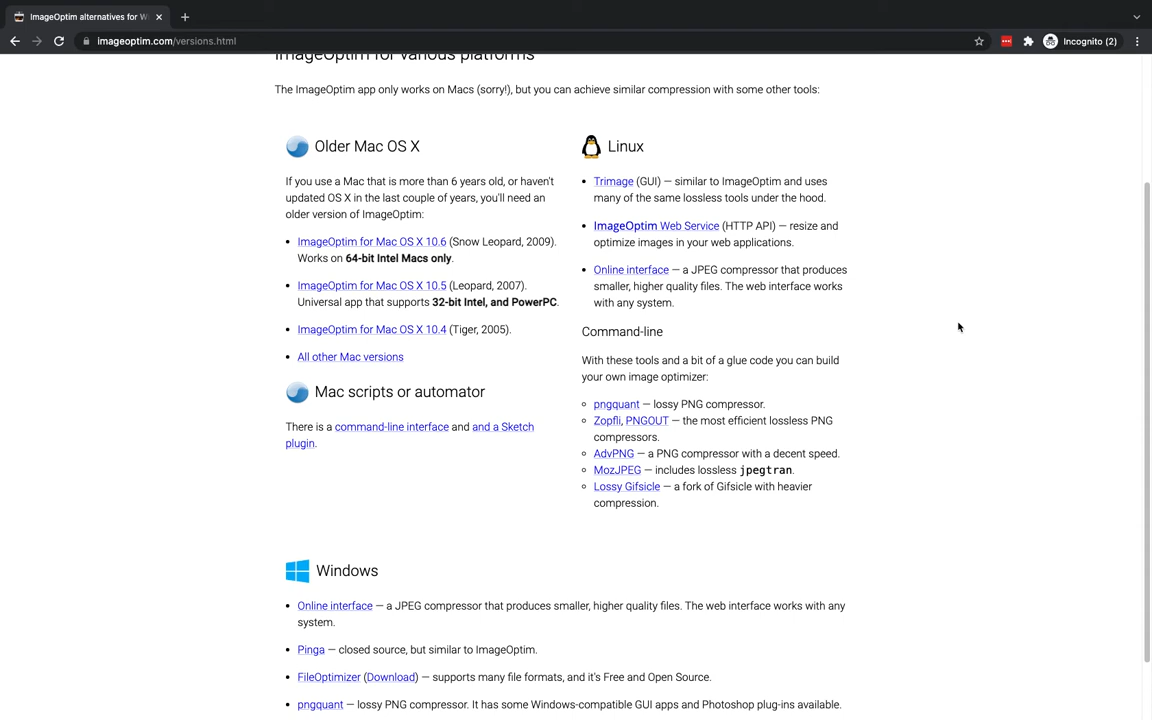 ImageOptim alternatives for Wi
imageoptim.com/versions.html
Incognito (2)
ImageOptim for various platforms
The ImageOptim app only works on Macs (sorry!), but you can achieve similar compression with some other tools:
Older Mac OS X
If you use a Mac that is more than 6 years old, or haven't
updated OS X in the last couple of years, you'll need an
older version of ImageOptim:
• ImageOptim for Mac OS X 10.6 (Snow Leopard, 2009).
Works on 64-bit Intel Macs only.
• ImageOptim for Mac OS X 10.5 (Leopard, 2007).
Universal app that supports 32-bit Intel, and PowerPC.
• ImageOptim for Mac OS X 10.4 (Tiger, 2005).
• All other Mac versions
Mac scripts or automator
There is a command-line interface and and a Sketch
plugin.
Linux
• Trimage (GUI) — similar to ImageOptim and uses
many of the same lossless tools under the hood.
• ImageOptim Web Service (HTTP API) — resize and
optimize images in your web applications.
• Online interface — a JPEG compressor that produces
smaller, higher quality files. The web interface works
with any system.
Command-line
With these tools and a bit of a glue code you can build
your own image optimizer:
pngquant — lossy PNG compressor.
Zopfli, PNGOUT — the most efficient lossless PNG
compressors.
AdvPNG — a PNG compressor with a decent speed.
MozJPEG — includes lossless jpegtran.
Lossy Gifsicle — a fork of Gifsicle with heavier
compression.
Windows
• Online interface — a JPEG compressor that produces smaller, higher quality files. The web interface works with any
system.
• Pinga — closed source, but similar to ImageOptim.
• FileOptimizer (Download) — supports many file formats, and it's Free and Open Source.
• pngquant — lossy PNG compressor. It has some Windows-compatible GUI apps and Photoshop plug-ins available.